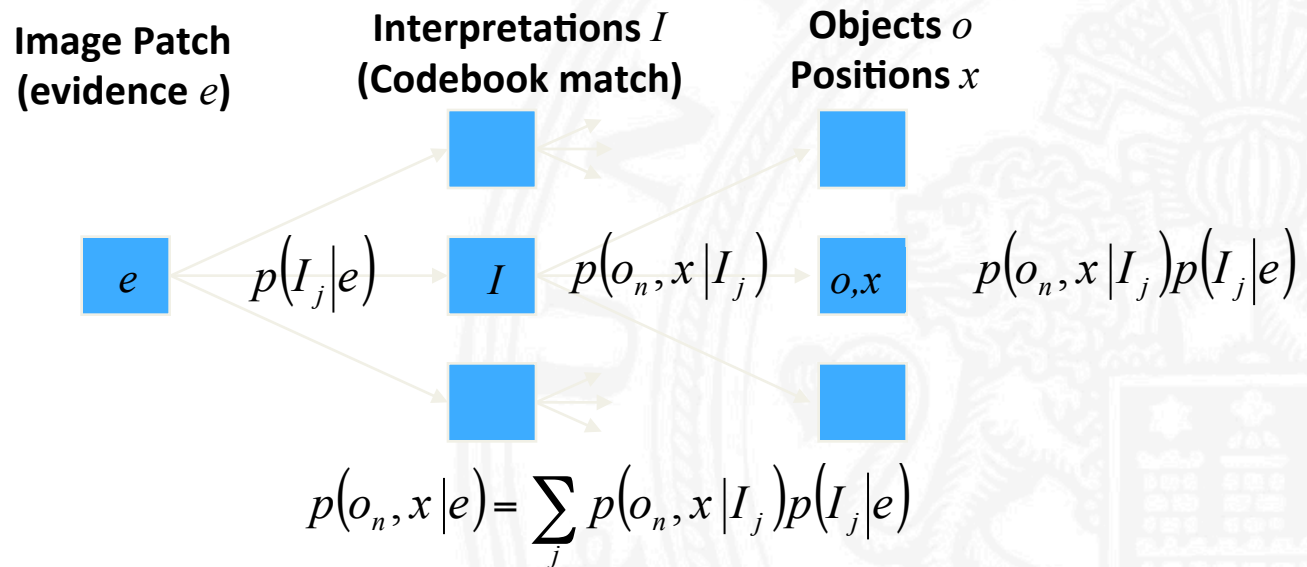 Image Patch
(evidence e)
Interpretations I
(Codebook match)
Objects o
Positions x
e
p(I_j|e)
I
p(o_n, x|I_j)
o,x
p(o_n, x|I_j)p(I_j|e)
p(o_n, x|e) = ∑_j p(o_n, x|I_j)p(I_j|e)